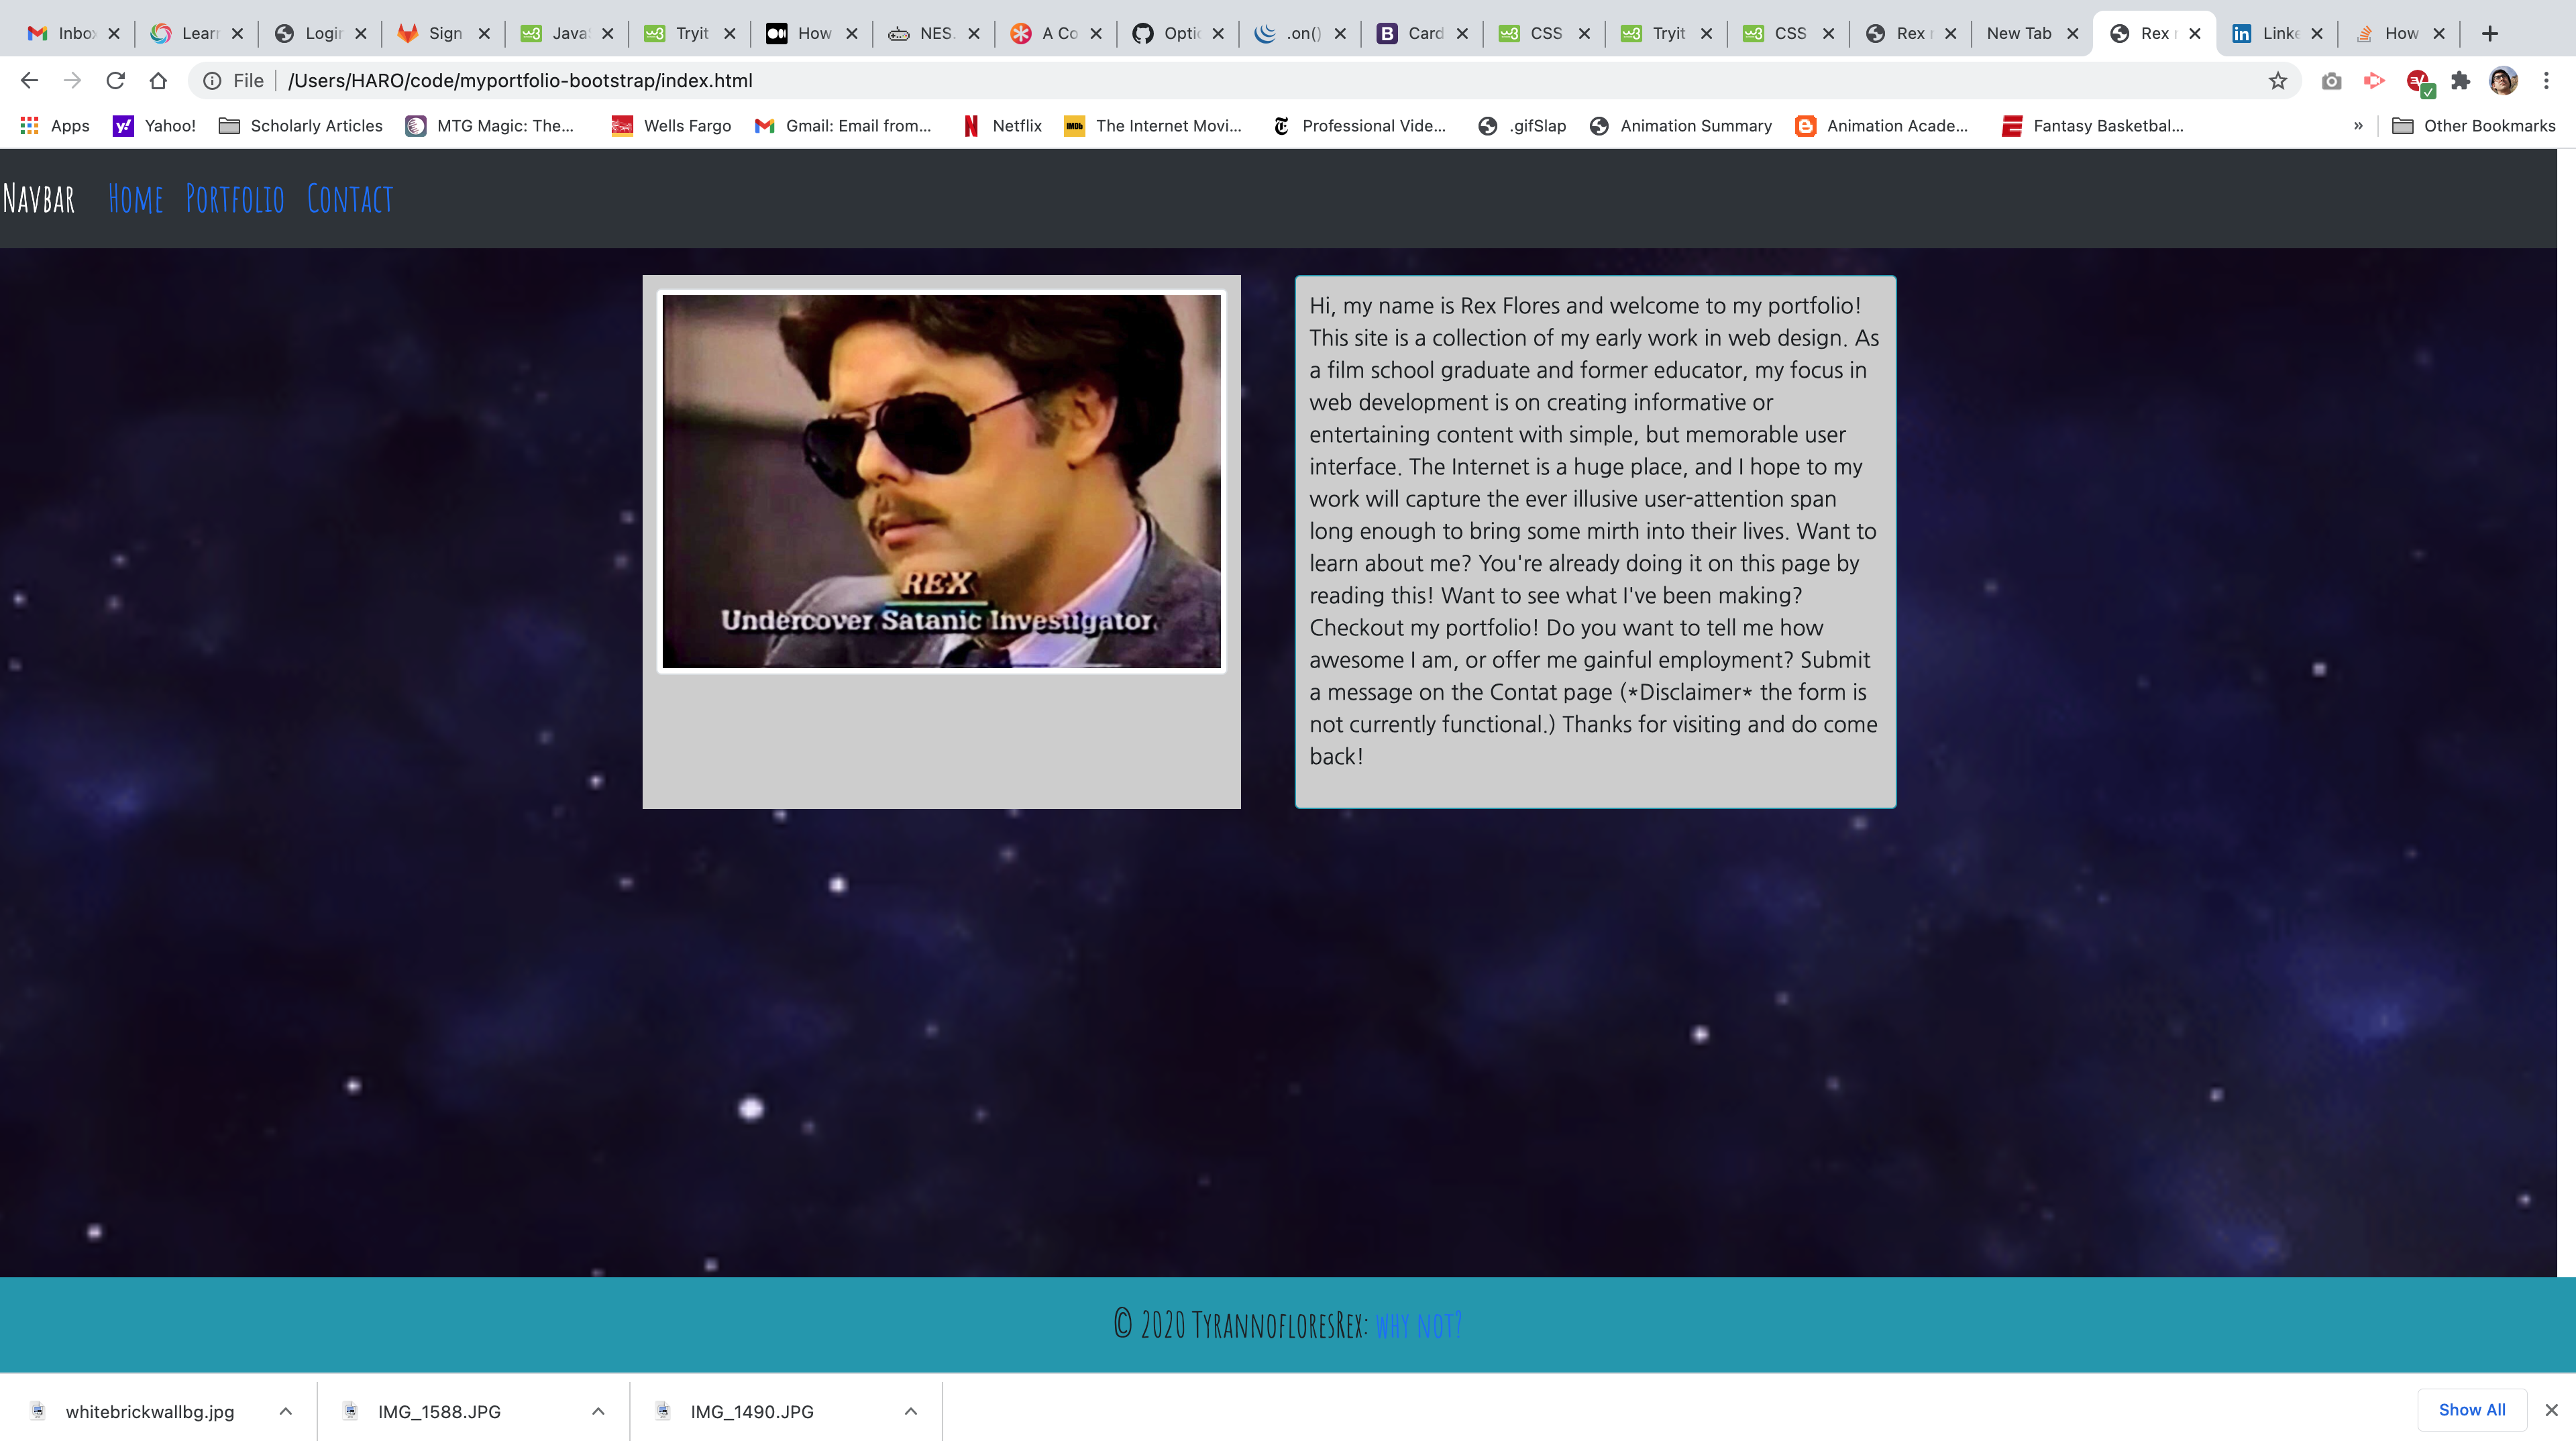 Inbox Lear Login Sign Java Tryit How NES. A Co Optic .on() Card CSS Tryit CSS Rex New Tab Rex Linke How
File /Users/HARO/code/myportfolio-bootstrap/index.html
Apps Yahoo! Scholarly Articles MTG Magic: The... Wells Fargo Gmail: Email from... Netflix The Internet Movi... Professional Vide... .gifSlap Animation Summary Animation Acade... Fantasy Basketbal... » Other Bookmarks
Navbar Home Portfolio Contact
REX
Undercover Satanic Investigator
Hi, my name is Rex Flores and welcome to my portfolio!
This site is a collection of my early work in web design. As
a film school graduate and former educator, my focus in
web development is on creating informative or
entertaining content with simple, but memorable user
interface. The Internet is a huge place, and I hope to my
work will capture the ever illusive user-attention span
long enough to bring some mirth into their lives. Want to
learn about me? You're already doing it on this page by
reading this! Want to see what I've been making?
Checkout my portfolio! Do you want to tell me how
awesome I am, or offer me gainful employment? Submit
a message on the Contat page (*Disclaimer* the form is
not currently functional.) Thanks for visiting and do come
back!
© 2020 TyrannofloresRex: why not?
whitebrickwallbg.jpg IMG_1588.JPG IMG_1490.JPG Show All